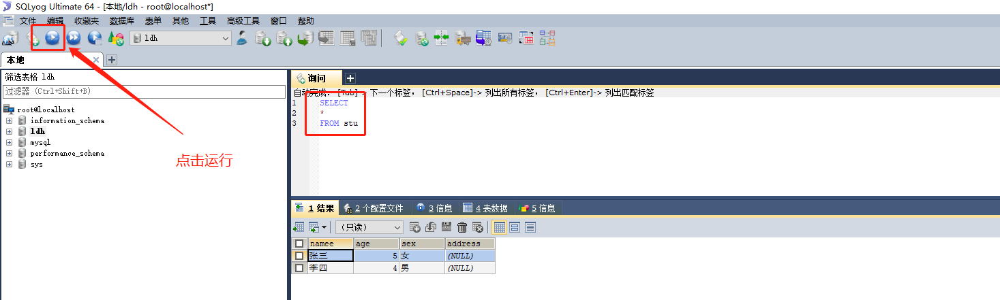 SQLyog Ultimate 64 - [本地/ldh - root@localhost*]
文件 编辑 收藏夹 数据库 表单 其他 工具 高级工具 窗口 帮助
ldh
本地
筛选表格 ldh
过滤器 (Ctrl+Shift+B)
root@localhost
information_schema
ldh
mysql
performance_schema
sys
点击运行
询问
自动完成: [Tab]-> 下一个标签, [Ctrl+Space]-> 列出所有标签, [Ctrl+Enter]-> 列出匹配标签
1 SELECT
2 *
3 FROM stu
1 结果 2 个配置文件 3 信息 4 表数据 5 信息
(只读)
namee age sex address
张三 5 女 (NULL)
李四 4 男 (NULL)